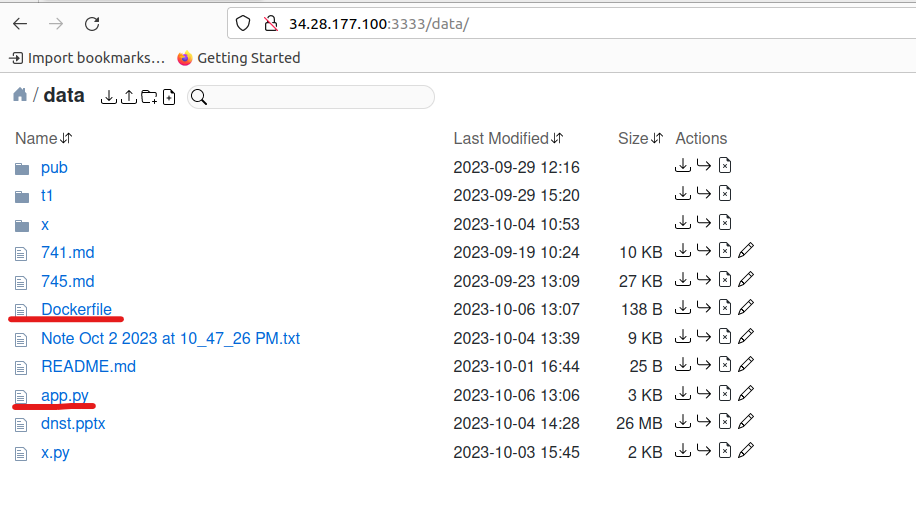 34.28.177.100:3333/data/
Import bookmarks… Getting Started
/ data
Name Last Modified Size Actions
pub 2023-09-29 12:16
t1 2023-09-29 15:20
x 2023-10-04 10:53
741.md 2023-09-19 10:24 10 KB
745.md 2023-09-23 13:09 27 KB
Dockerfile 2023-10-06 13:07 138 B
Note Oct 2 2023 at 10_47_26 PM.txt 2023-10-04 13:39 9 KB
README.md 2023-10-01 16:44 25 B
app.py 2023-10-06 13:06 3 KB
dnst.pptx 2023-10-04 14:28 26 MB
x.py 2023-10-03 15:45 2 KB